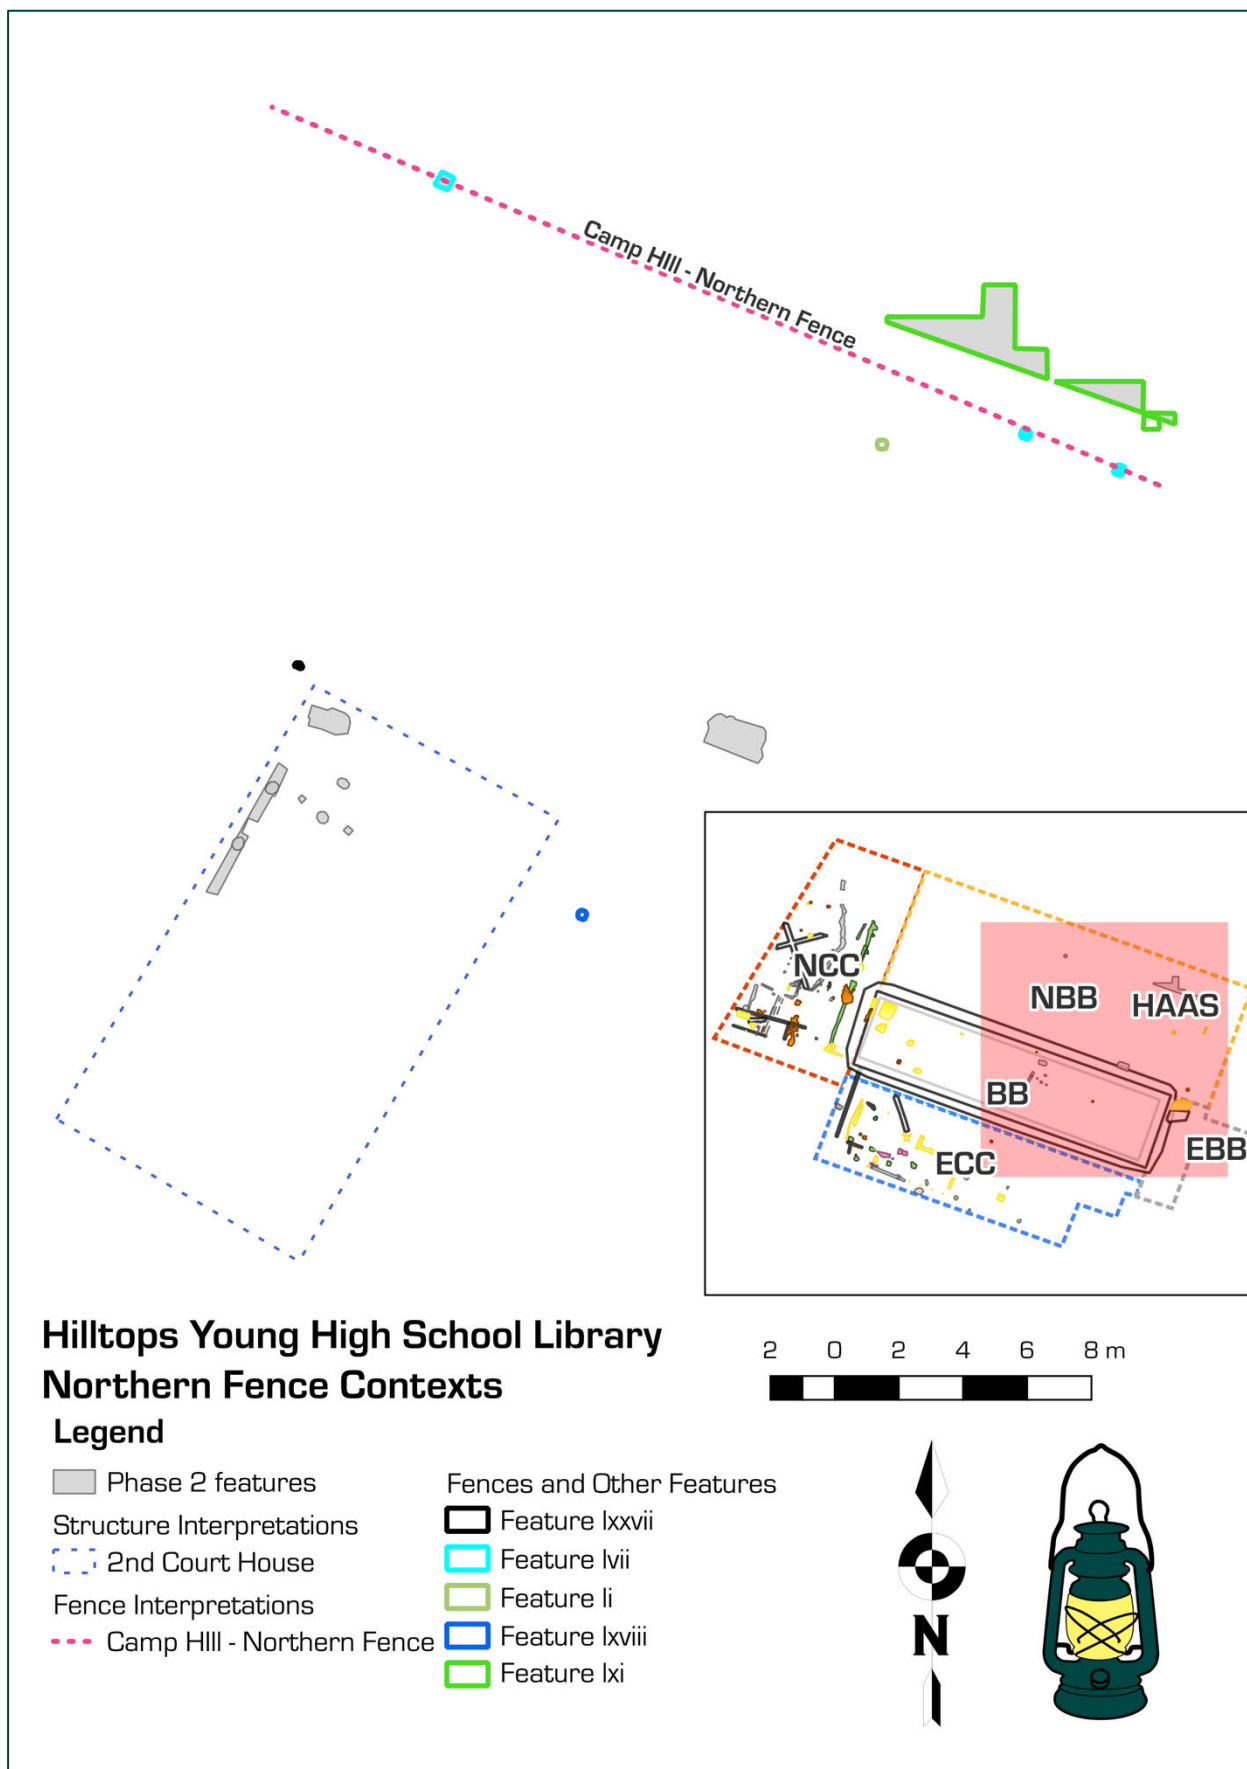 Camp HIll - Northern Fence
NCC
NBB
HAAS
BB
ECC
EBB
Hilltops Young High School Library
Northern Fence Contexts
Legend
Phase 2 features
Structure Interpretations
2nd Court House
Fence Interpretations
Camp HIll - Northern Fence
Fences and Other Features
Feature lxxvii
Feature lvii
Feature li
Feature lxviii
Feature lxi
2 0 2 4 6 8 m
N